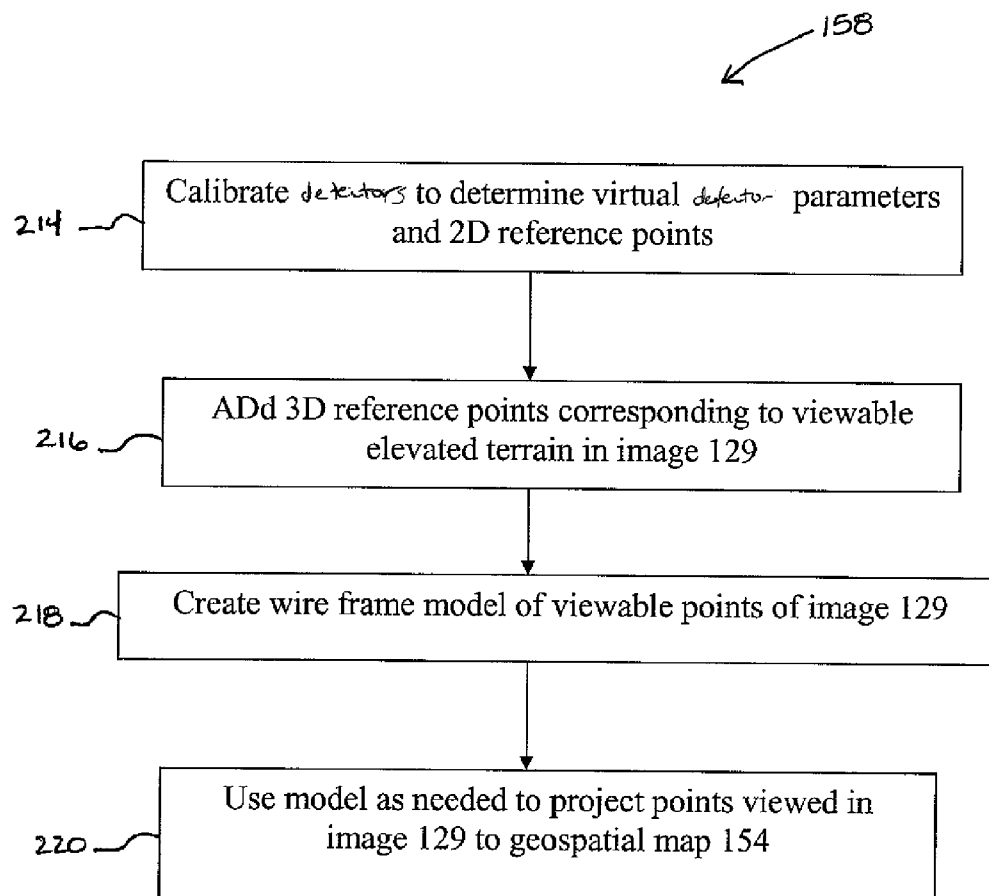 158
214
Calibrate detectors to determine virtual detector parameters
and 2D reference points
216
ADd 3D reference points corresponding to viewable
elevated terrain in image 129
218
Create wire frame model of viewable points of image 129
220
Use model as needed to project points viewed in
image 129 to geospatial map 154